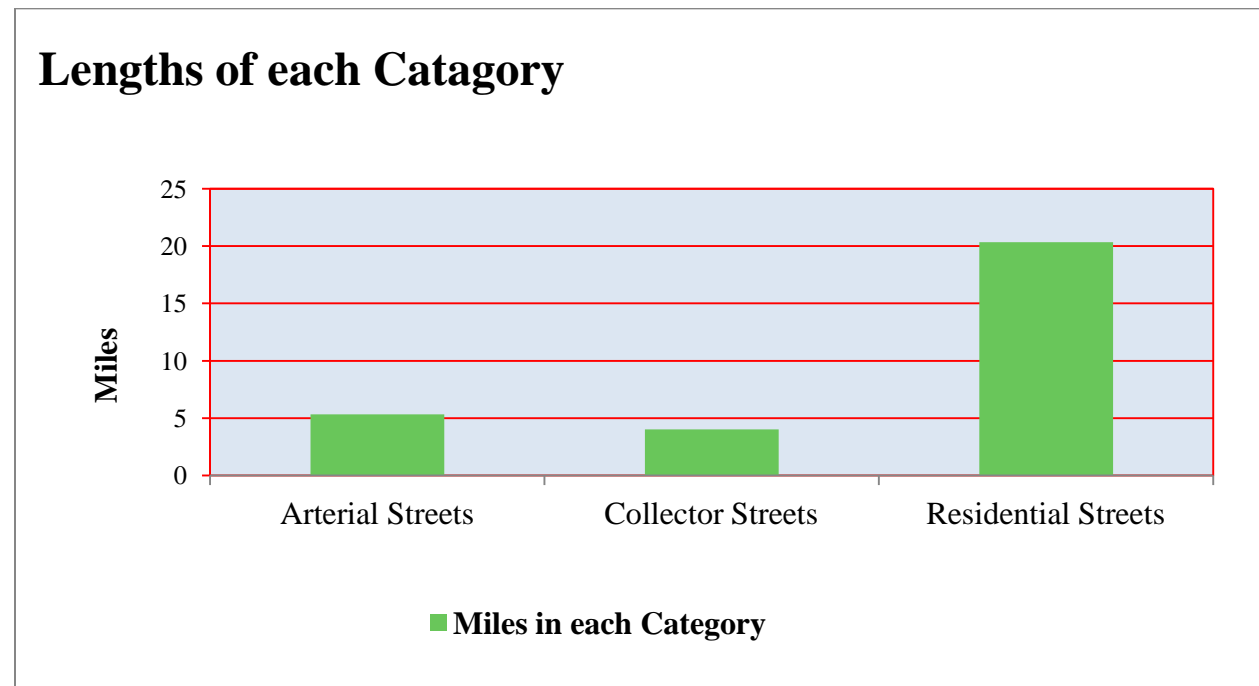 Lengths of each Catagory
25
20
15
10
5
0
Miles
Arterial Streets Collector Streets Residential Streets
Miles in each Category